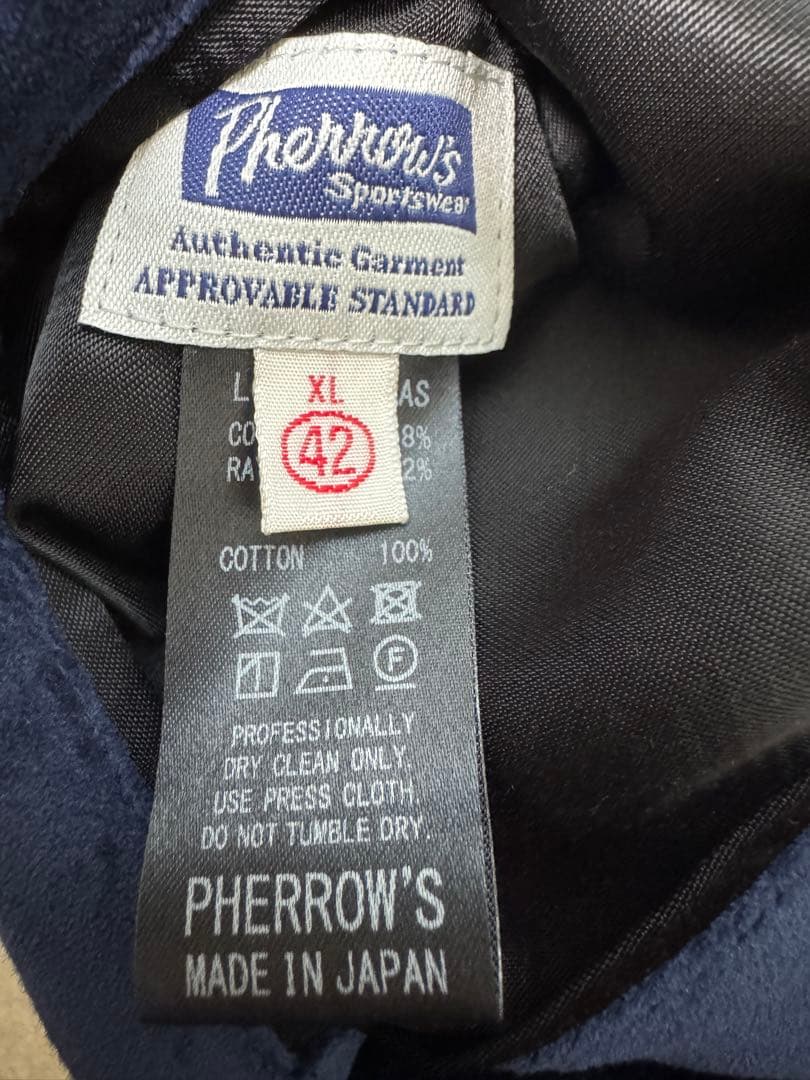 Pherrow's
Sportswear
Authentic Garment
APPROVABLE STANDARD
XL
42
COTTON 100%
F
PROFESSIONALLY
DRY CLEAN ONLY.
USE PRESS CLOTH.
DO NOT TUMBLE DRY.
PHERROW'S
MADE IN JAPAN